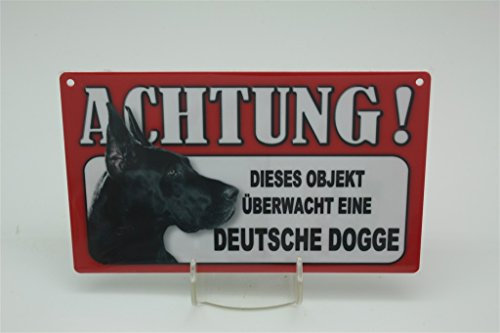 ACHTUNG!
DIESES OBJEKT
ÜBERWACHT EINE
DEUTSCHE DOGGE